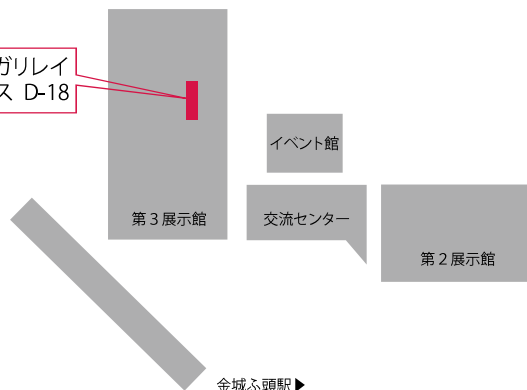 ガリレイ
ス D-18
イベント館
第3展示館
交流センター
第2展示館
金城ふ頭駅▶